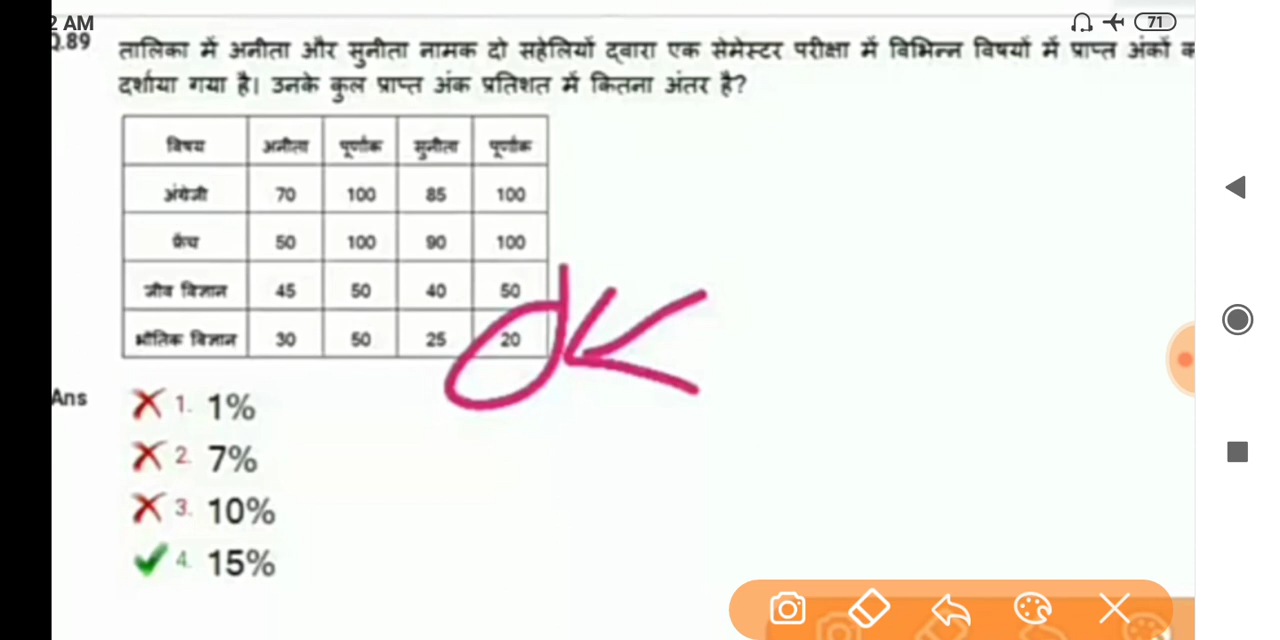 2 AM
71
Q.89 तालिका में अनीता और सुनीता नामक दो सहेलियों द्वारा एक सेमेस्टर परीक्षा में विभिन्न विषयों में प्राप्त अंकों क
दर्शाया गया है। उनके कुल प्राप्त अंक प्रतिशत में कितना अंतर है?
विषय अनीता पूर्णांक सुनीता पूर्णांक
अंग्रेजी 70 100 85 100
फ्रेंच 50 100 90 100
जीव विज्ञान 45 50 40 50
भौतिक विज्ञान 30 50 25 20
OK
Ans 1. 1%
2. 7%
3. 10%
4. 15%